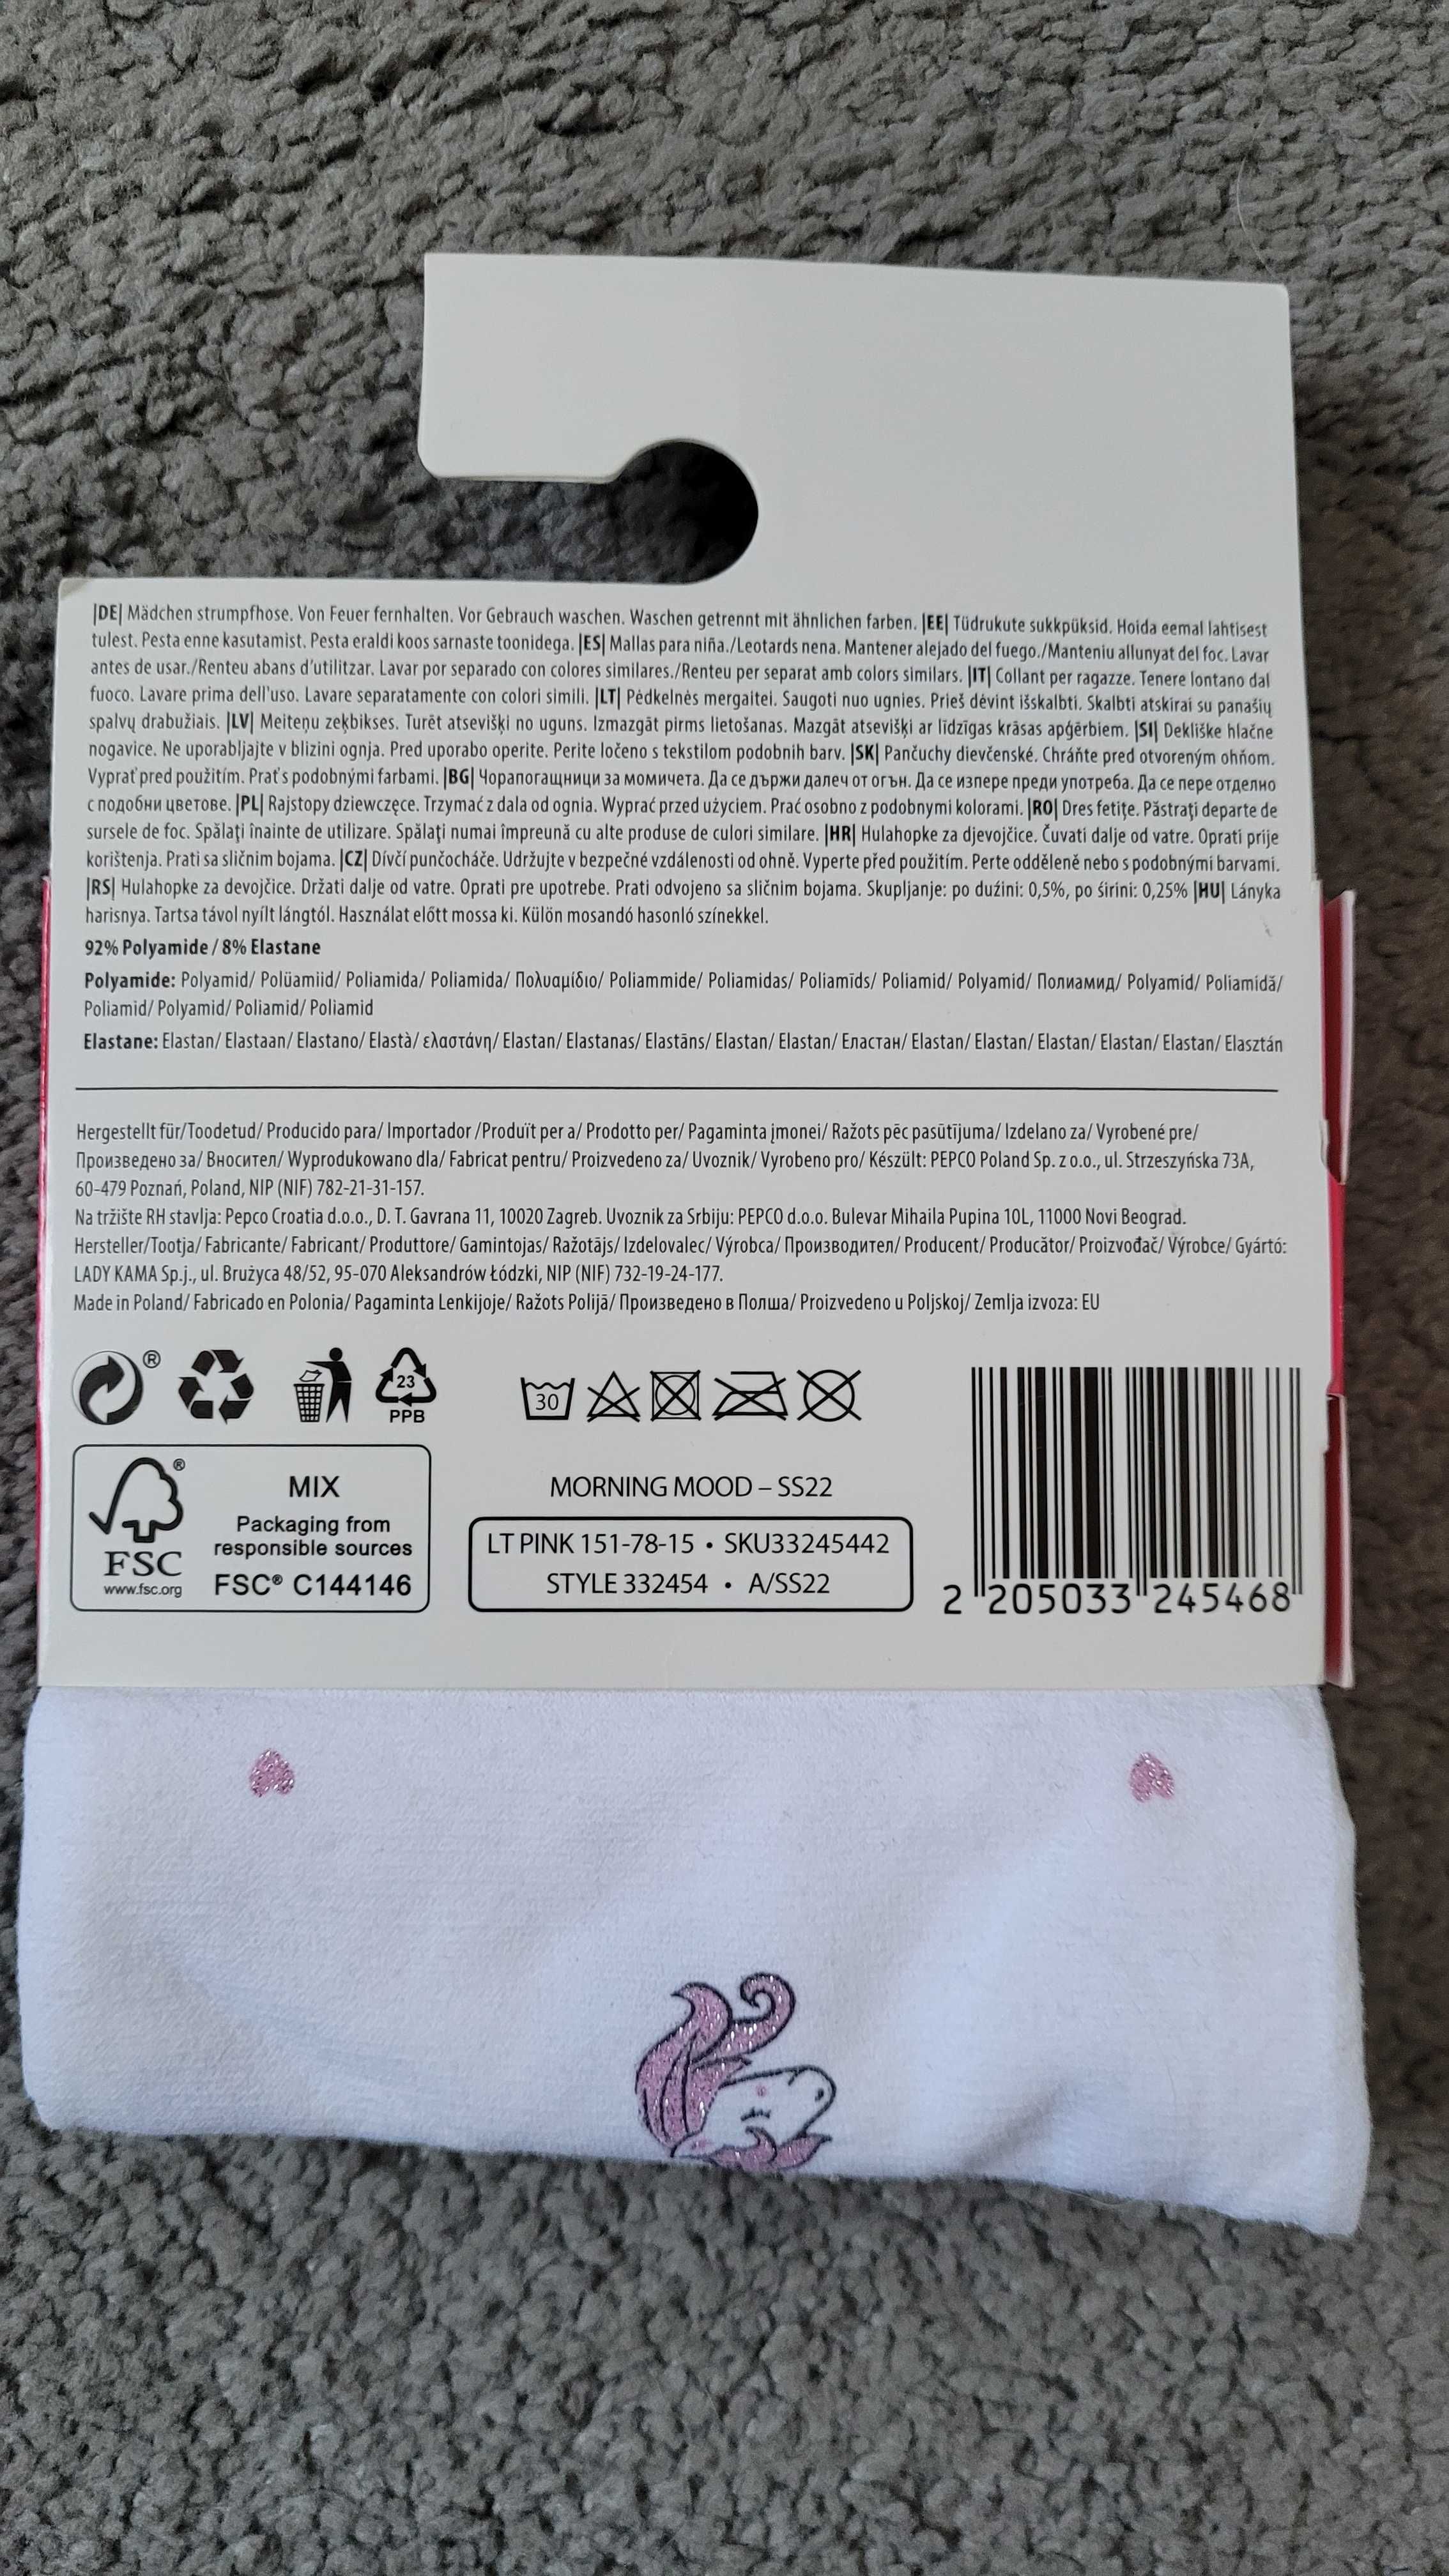 |DE| Mädchen strumpfhose. Von Feuer fernhalten. Vor Gebrauch waschen. Waschen getrennt mit ähnlichen farben. |EE| Tüdrukute sukkpüksid. Hoida eemal lahtisest
tulest. Pesta enne kasutamist. Pesta eraldi koos sarnaste toonidega. |ES| Mallas para niña./Leotards nena. Mantener alejado del fuego./Manteniu allunyat del foc. Lavar
antes de usar./Renteu abans d'utilitzar. Lavar por separado con colores similares./Renteu per separat amb colors similars. |IT| Collant per ragazze. Tenere lontano dal
fuoco. Lavare prima dell'uso. Lavare separatamente con colori simili. |LT| Pėdkelnės mergaitei. Saugoti nuo ugnies. Prieš dėvint išskalbti. Skalbti atskirai su panašių
spalvų drabužiais. |LV| Meiteņu zeķbikses. Turēt atsevišķi no uguns. Izmazgāt pirms lietošanas. Mazgāt atsevišķi ar līdzīgas krāsas apģērbiem. |SI| Dekliške hlačne
nogavice. Ne uporabljajte v blizini ognja. Pred uporabo operite. Perite ločeno s tekstilom podobnih barv. |SK| Pančuchy dievčenské. Chráňte pred otvoreným ohňom.
Vyprať pred použitím. Prať s podobnými farbami. |BG| Чорапогащници за момичета. Да се държи далеч от огън. Да се изпере преди употреба. Да се пере отделно
с подобни цветове. |PL| Rajstopy dziewczęce. Trzymać z dala od ognia. Wyprać przed użyciem. Prać osobno z podobnymi kolorami. |RO| Dres fetițe. Păstrați departe de
sursele de foc. Spălați înainte de utilizare. Spălați numai împreună cu alte produse de culori similare. |HR| Hulahopke za djevojčice. Čuvati dalje od vatre. Oprati prije
korištenja. Prati sa sličnim bojama. |CZ| Dívčí punčocháče. Udržujte v bezpečné vzdálenosti od ohně. Vyperte před použitím. Perte odděleně nebo s podobnými barvami.
|RS| Hulahopke za devojčice. Držati dalje od vatre. Oprati pre upotrebe. Prati odvojeno sa sličnim bojama. Skupljanje: po dužini: 0,5%, po širini: 0,25% |HU| Lányka
harisnya. Tartsa távol nyílt lángtól. Használat előtt mossa ki. Külön mosandó hasonló színekkel.
92% Polyamide / 8% Elastane
Polyamide: Polyamid/ Polüamiid/ Poliamida/ Poliamida/ Πολυαμίδιο/ Poliammide/ Poliamidas/ Poliamīds/ Poliamid/ Polyamid/ Полиамид/ Polyamid/ Poliamidă/
Poliamid/ Polyamid/ Poliamid/ Poliamid
Elastane: Elastan/ Elastaan/ Elastano/ Elastà/ ελαστάνη/ Elastan/ Elastanas/ Elastāns/ Elastan/ Elastan/ Еластан/ Elastan/ Elastan/ Elastan/ Elastan/ Elastan/ Elasztán
Hergestellt für/Toodetud/ Producido para/ Importador /Produït per a/ Prodotto per/ Pagaminta įmonei/ Ražots pēc pasūtījuma/ Izdelano za/ Vyrobené pre/
Произведено за/ Вносител/ Wyprodukowano dla/ Fabricat pentru/ Proizvedeno za/ Uvoznik/ Vyrobeno pro/ Készült: PEPCO Poland Sp. z o.o., ul. Strzeszyńska 73A,
60-479 Poznań, Poland, NIP (NIF) 782-21-31-157.
Na tržište RH stavlja: Pepco Croatia d.o.o., D. T. Gavrana 11, 10020 Zagreb. Uvoznik za Srbiju: PEPCO d.o.o. Bulevar Mihaila Pupina 10L, 11000 Novi Beograd.
Hersteller/Tootja/ Fabricante/ Fabricant/ Produttore/ Gamintojas/ Ražotājs/ Izdelovalec/ Výrobca/ Производител/ Producent/ Producător/ Proizvođač/ Výrobce/ Gyártó:
LADY KAMA Sp.j., ul. Brużyca 48/52, 95-070 Aleksandrów Łódzki, NIP (NIF) 732-19-24-177.
Made in Poland/ Fabricado en Polonia/ Pagaminta Lenkijoje/ Ražots Polijā/ Произведено в Полша/ Proizvedeno u Poljskoj/ Zemlja izvoza: EU
®
23
PPB
30
®
FSC
www.fsc.org
MIX
Packaging from
responsible sources
FSC® C144146
MORNING MOOD – SS22
LT PINK 151-78-15 • SKU33245442
STYLE 332454 • A/SS22
2 205033 245468